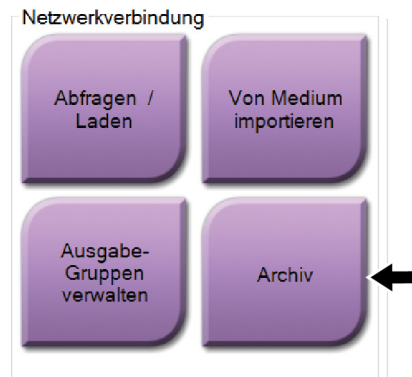 Netzwerkverbindung
Abfragen /
Laden
Von Medium
importieren
Ausgabe-
Gruppen
verwalten
Archiv